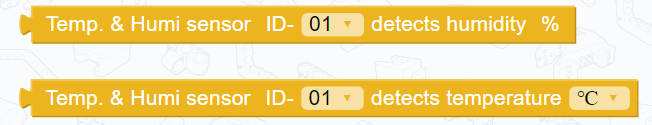 Temp. & Humi sensor ID- 01 detects humidity %
Temp. & Humi sensor ID- 01 detects temperature °C